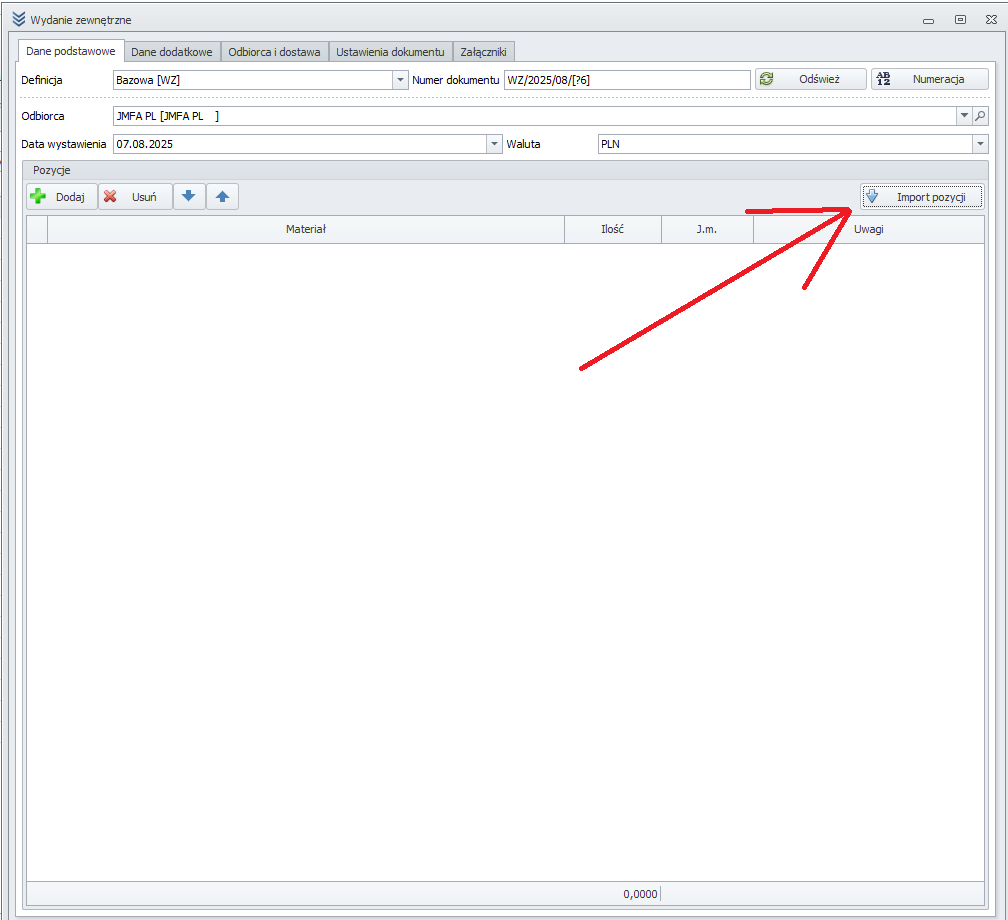 Wydanie zewnętrzne
Dane podstawowe Dane dodatkowe Odbiorca i dostawa Ustawienia dokumentu Załączniki
Definicja Bazowa [WZ] Numer dokumentu WZ/2025/08/[?6] Odśwież AB 12 Numeracja
Odbiorca JMFA PL [JMFA PL ]
Data wystawienia 07.08.2025 Waluta PLN
Pozycje
Dodaj Usuń Import pozycji
Materiał Ilość J.m. Uwagi
0,0000